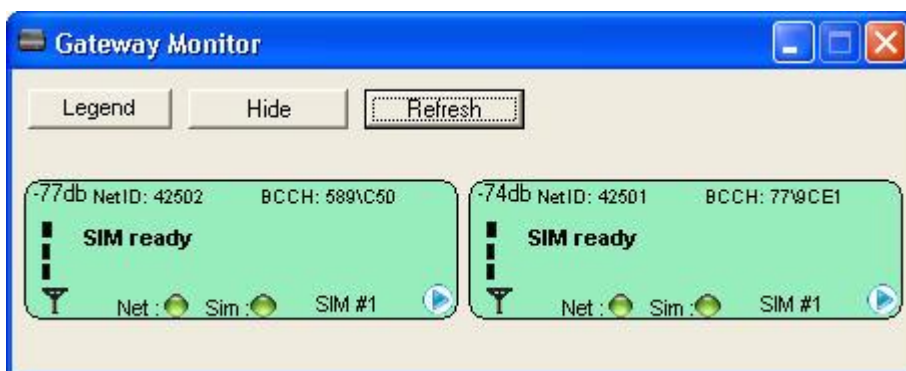 Gateway Monitor
Legend Hide Refresh
-77db NetID: 42502 BCCH: 589\C50
SIM ready
Net : Sim : SIM #1
-74db NetID: 42501 BCCH: 77\9CE1
SIM ready
Net : Sim : SIM #1